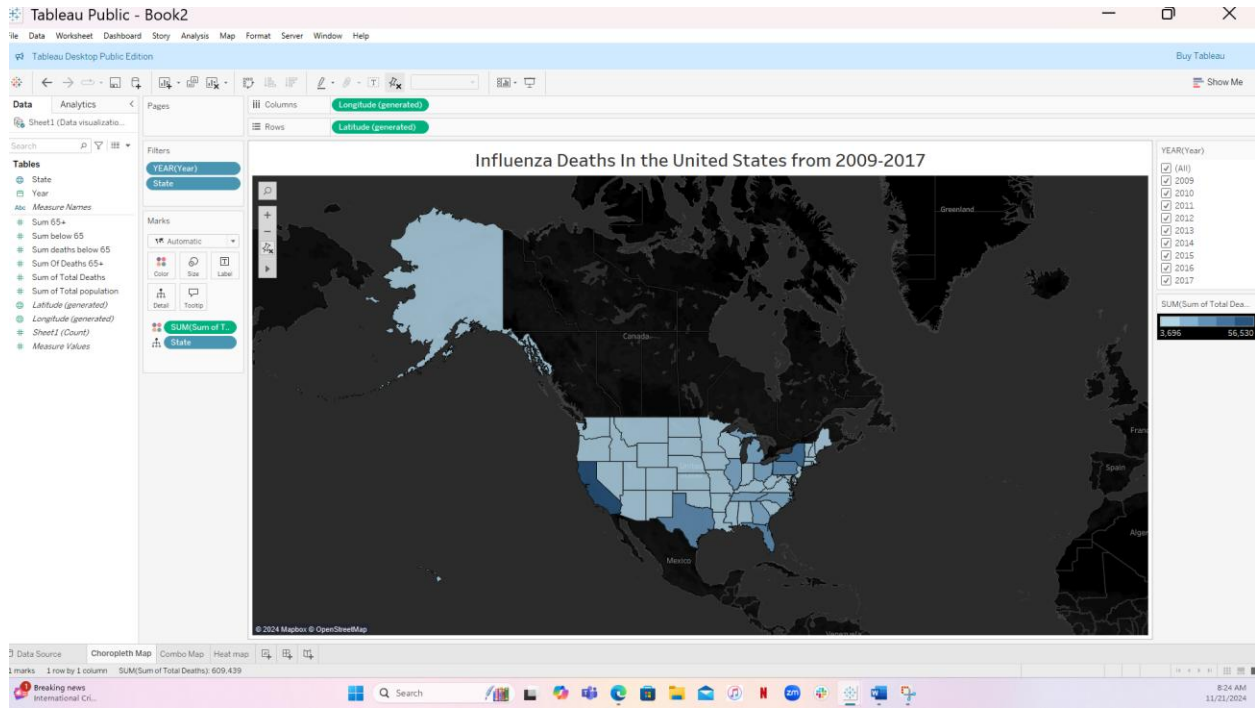 Tableau Public - Book2
File Data Worksheet Dashboard Story Analysis Map Format Server Window Help
Tableau Desktop Public Edition
Buy Tableau
Show Me
Data Analytics
Sheet1 (Data visualizatio...
Search
Tables
State
Year
Abc Measure Names
# Sum 65+
# Sum below 65
# Sum deaths below 65
# Sum Of Deaths 65+
# Sum of Total Deaths
# Sum of Total population
Latitude (generated)
Longitude (generated)
# Sheet1 (Count)
# Measure Values
Pages
Filters
YEAR(Year)
State
Marks
Automatic
Color Size Label
Detail Tooltip
SUM(Sum of T..
State
Columns
Longitude (generated)
Rows
Latitude (generated)
Influenza Deaths In the United States from 2009-2017
Greenland
Canada
Mexico
Venezuela
Fran
Spain
Alger
© 2024 Mapbox © OpenStreetMap
YEAR(Year)
(All)
2009
2010
2011
2012
2013
2014
2015
2016
2017
SUM(Sum of Total Dea...
3,696 56,530
Data Source Choropleth Map Combo Map Heat map
marks 1 row by 1 column SUM(Sum of Total Deaths): 609,439
Breaking news
International Cri...
Search
8:24 AM
11/21/2024